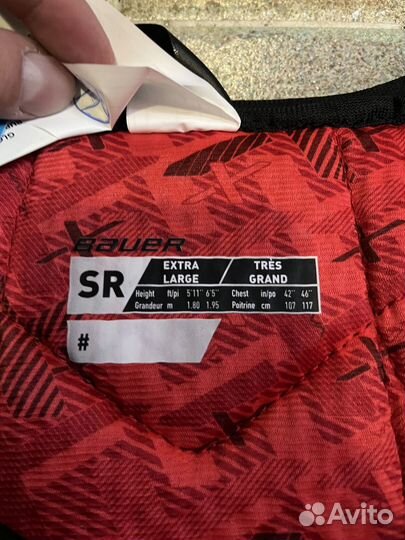 BAUER
SR
EXTRA LARGE
TRÈS GRAND
Height ft/pi 5'11" 6'5" Chest in/po 42" 46"
Grandeur m 1.80 1.95 Poitrine cm 107 117
#
Avito